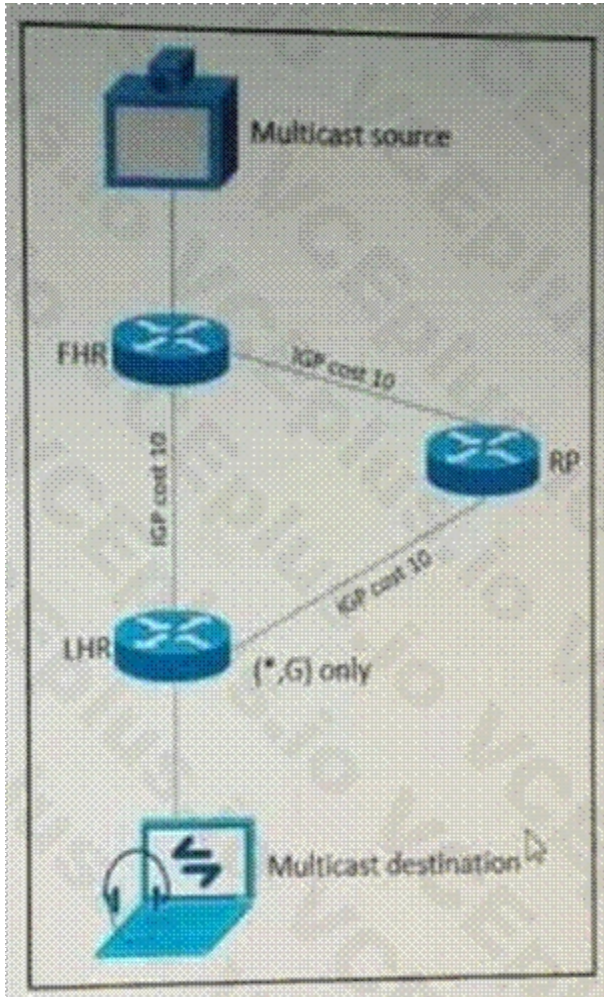 Multicast source
FHR
IGP cost 10
RP
IGP cost 10
IGP cost 10
LHR
(*,G) only
Multicast destination